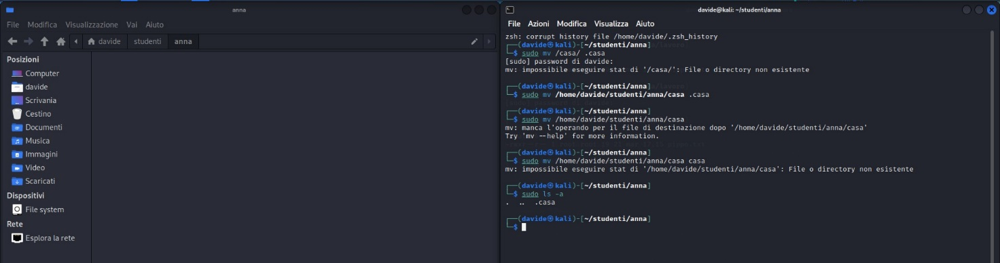 anna
File Modifica Visualizzazione Vai Aiuto
davide studenti anna
Posizioni
Computer
davide
Scrivania
Cestino
Documenti
Musica
Immagini
Video
Scaricati
Dispositivi
File system
Rete
Esplora la rete
davide@kali: ~/studenti/anna
File Azioni Modifica Visualizza Aiuto
zsh: corrupt history file /home/davide/.zsh_history
┌──(davide㉿kali)-[~/studenti/anna]
└─$ sudo mv /casa/ .casa
[sudo] password di davide:
mv: impossibile eseguire stat di '/casa/': File o directory non esistente
┌──(davide㉿kali)-[~/studenti/anna]
└─$ sudo mv /home/davide/studenti/anna/casa .casa
┌──(davide㉿kali)-[~/studenti/anna]
└─$ sudo mv /home/davide/studenti/anna/casa
mv: manca l'operando per il file di destinazione dopo '/home/davide/studenti/anna/casa'
Try 'mv --help' for more information.
┌──(davide㉿kali)-[~/studenti/anna]
└─$ sudo mv /home/davide/studenti/anna/casa casa
mv: impossibile eseguire stat di '/home/davide/studenti/anna/casa': File o directory non esistente
┌──(davide㉿kali)-[~/studenti/anna]
└─$ sudo ls -a
. .. .casa
┌──(davide㉿kali)-[~/studenti/anna]
└─$